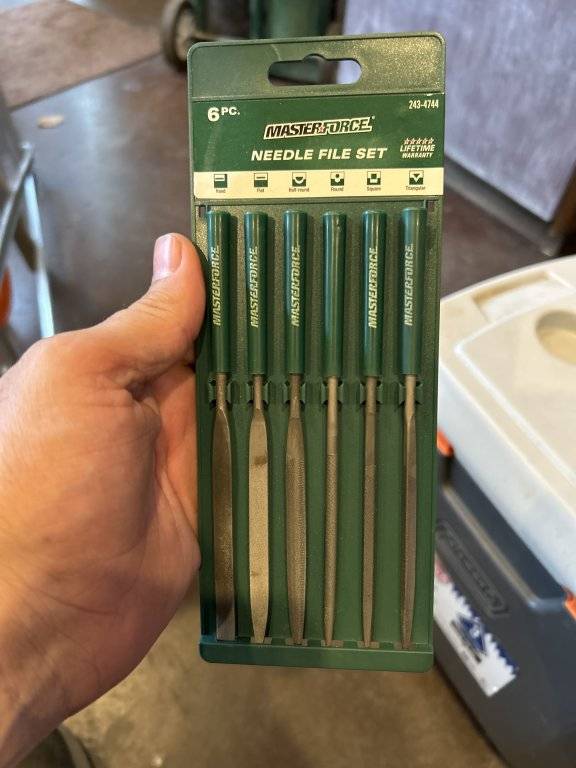 6 PC.
243-4744
MASTERFORCE
NEEDLE FILE SET
LIFETIME
WARRANTY
Hand Flat Half-round Round Square Triangular
MASTERFORCE MASTERFORCE MASTERFORCE MASTERFORCE MASTERFORCE